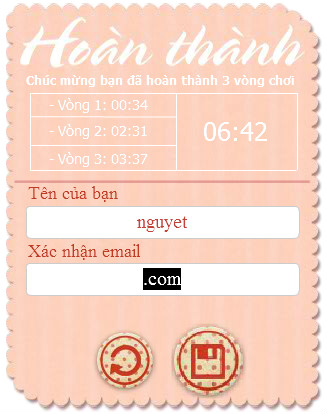 Hoàn thành
Chúc mừng bạn đã hoàn thành 3 vòng chơi
- Vòng 1: 00:34
- Vòng 2: 02:31
- Vòng 3: 03:37
06:42
Tên của bạn
nguyet
Xác nhận email
.com